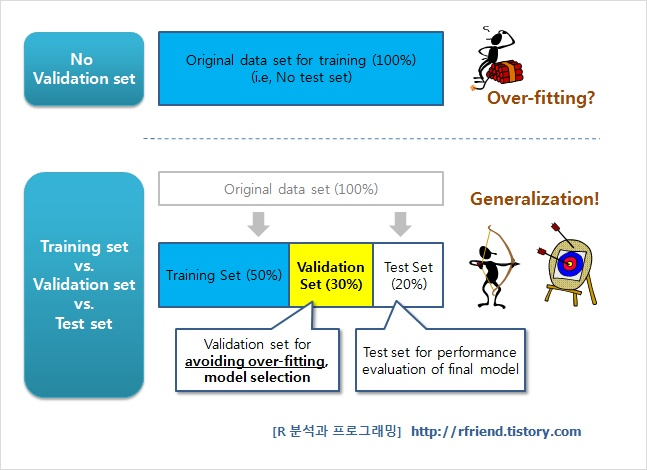 No
Validation set
Original data set for training (100%)
(i.e, No test set)
Over-fitting?
Training set
vs.
Validation set
vs.
Test set
Original data set (100%)
Generalization!
Training Set (50%)
Validation
Set (30%)
Test Set
(20%)
Validation set for
avoiding over-fitting,
model selection
Test set for performance
evaluation of final model
[R 분석과 프로그래밍] http://rfriend.tistory.com